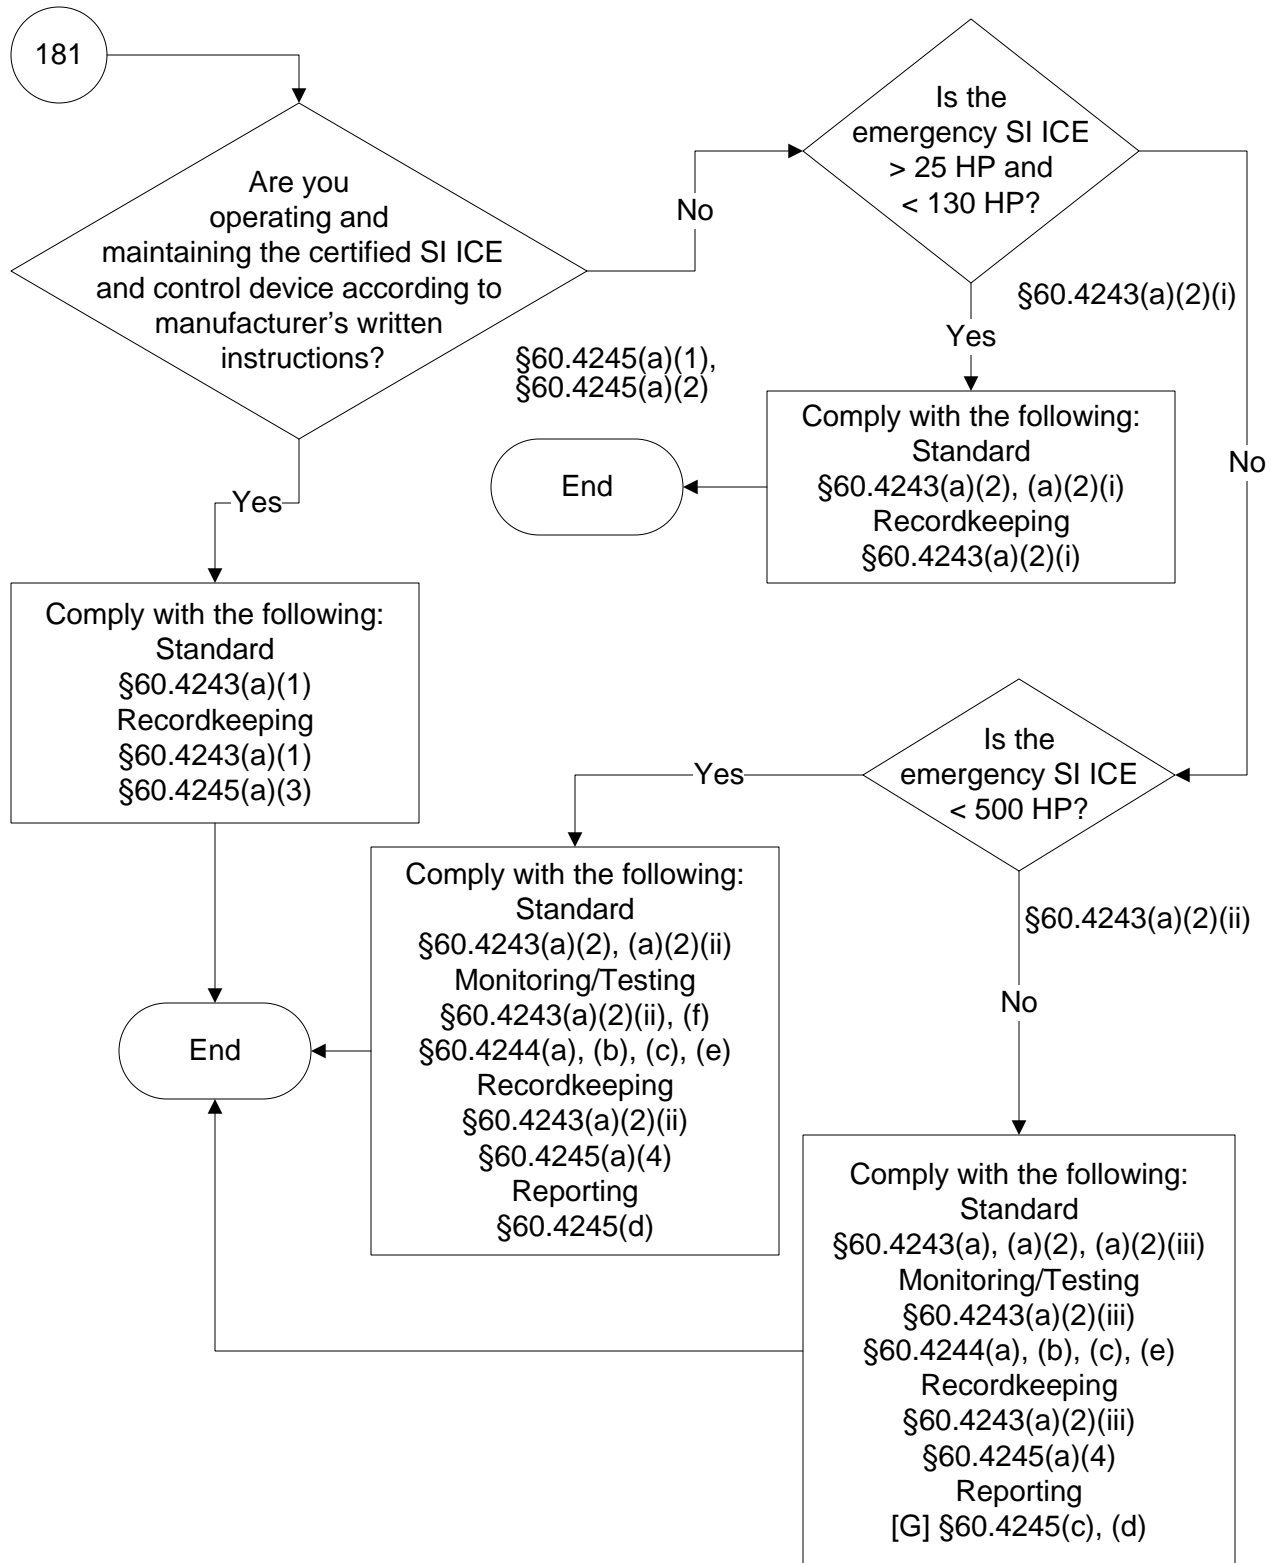 181
Are you
operating and
maintaining the certified SI ICE
and control device according to
manufacturer’s written
instructions?
No
Is the
emergency SI ICE
> 25 HP and
< 130 HP?
§60.4243(a)(2)(i)
Yes
No
§60.4245(a)(1),
§60.4245(a)(2)
Comply with the following:
Standard
§60.4243(a)(2), (a)(2)(i)
Recordkeeping
§60.4243(a)(2)(i)
End
Yes
Comply with the following:
Standard
§60.4243(a)(1)
Recordkeeping
§60.4243(a)(1)
§60.4245(a)(3)
Is the
emergency SI ICE
< 500 HP?
Yes
§60.4243(a)(2)(ii)
No
Comply with the following:
Standard
§60.4243(a)(2), (a)(2)(ii)
Monitoring/Testing
§60.4243(a)(2)(ii), (f)
§60.4244(a), (b), (c), (e)
Recordkeeping
§60.4243(a)(2)(ii)
§60.4245(a)(4)
Reporting
§60.4245(d)
End
Comply with the following:
Standard
§60.4243(a), (a)(2), (a)(2)(iii)
Monitoring/Testing
§60.4243(a)(2)(iii)
§60.4244(a), (b), (c), (e)
Recordkeeping
§60.4243(a)(2)(iii)
§60.4245(a)(4)
Reporting
[G] §60.4245(c), (d)